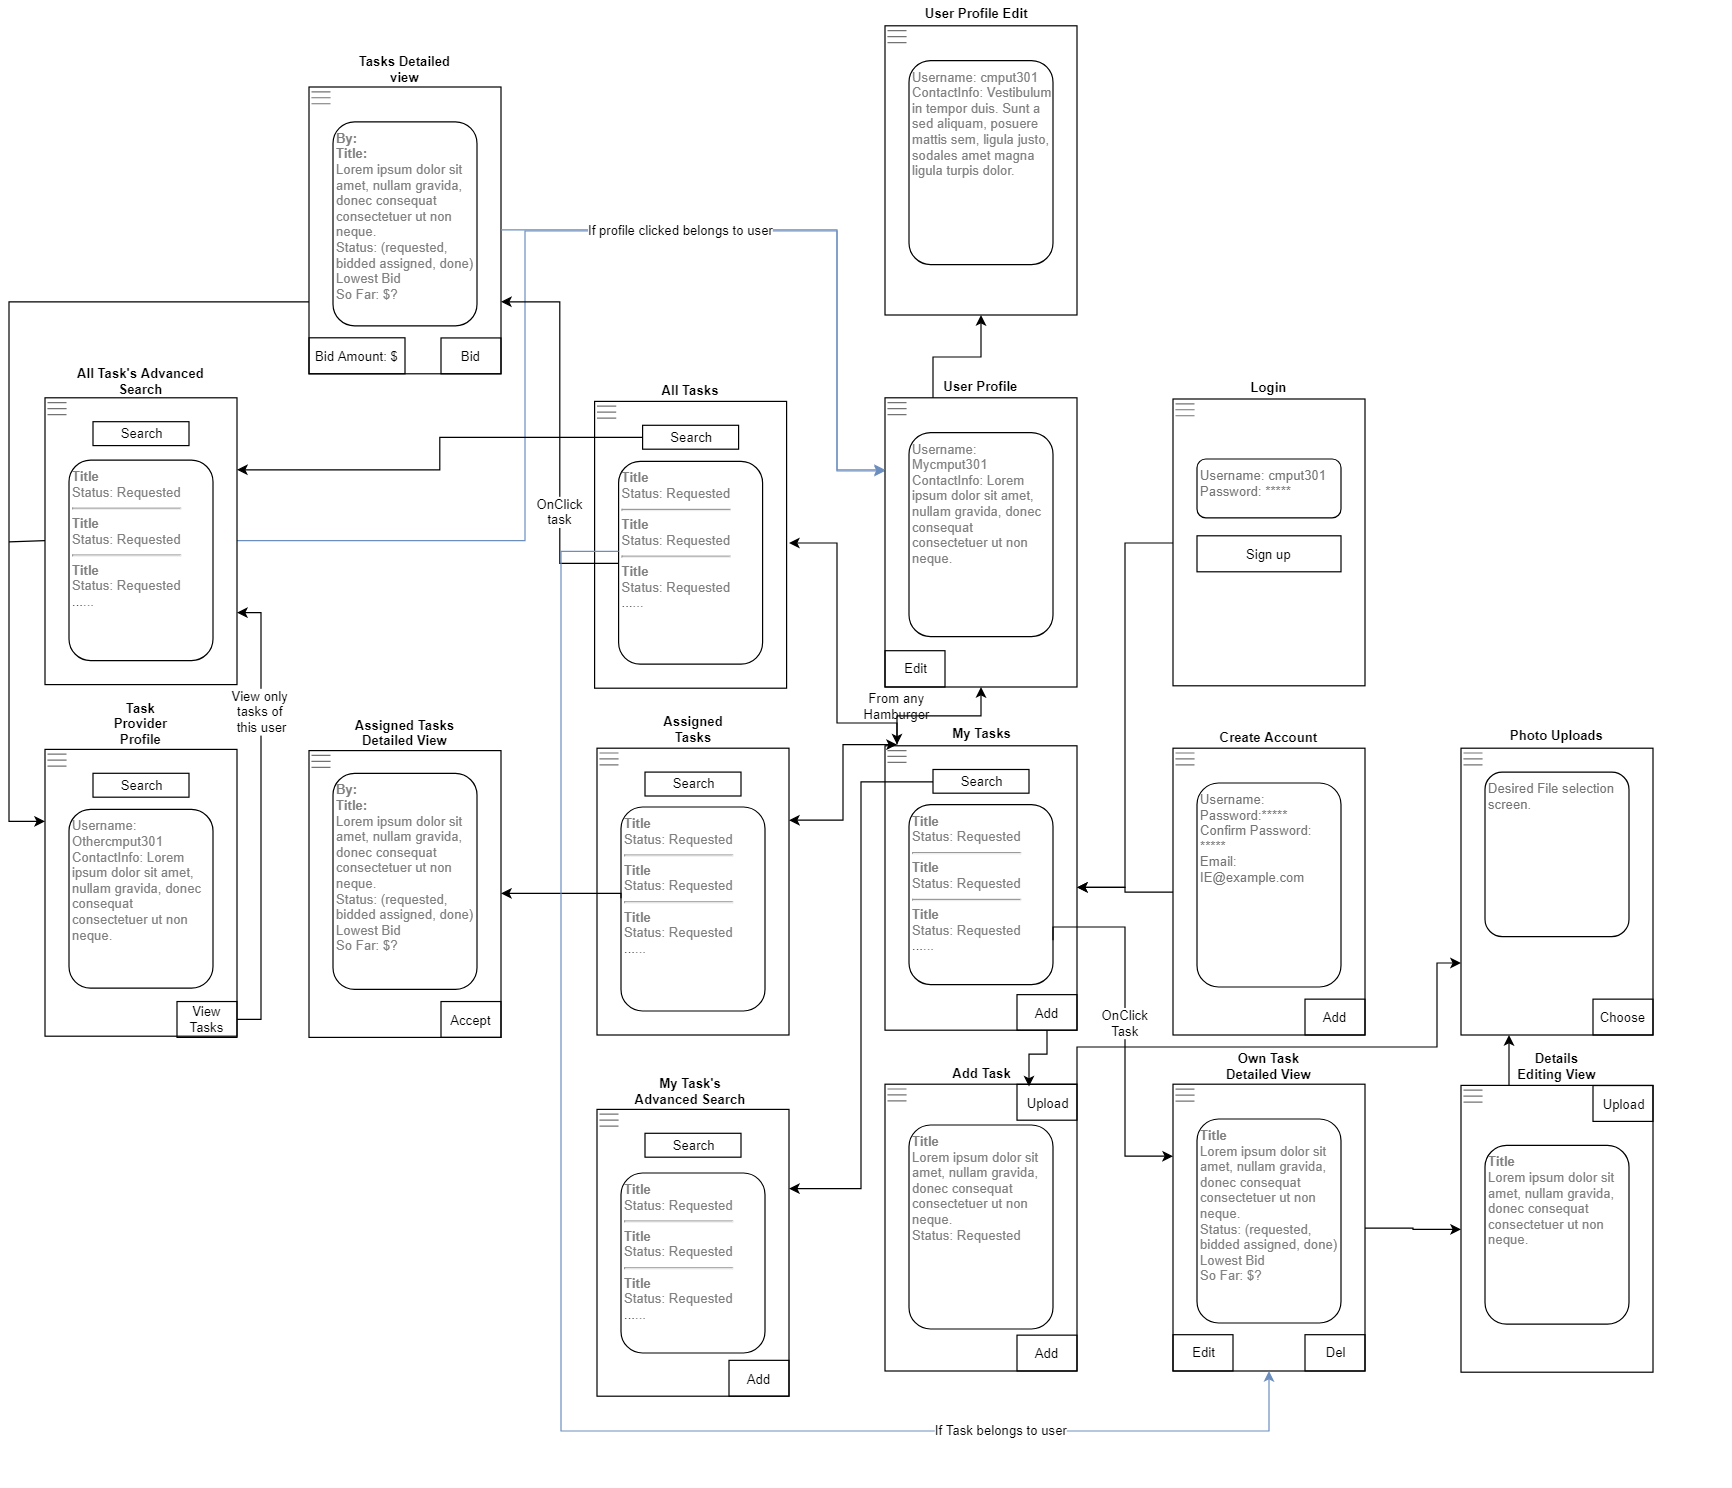 User Profile Edit
Username: cmput301
ContactInfo: Vestibulum
in tempor duis. Sunt a
sed aliquam, posuere
mattis sem, ligula justo,
sodales amet magna
ligula turpis dolor.
Tasks Detailed
view
By:
Title:
Lorem ipsum dolor sit
amet, nullam gravida,
donec consequat
consectetuer ut non
neque.
Status: (requested,
bidded assigned, done)
Lowest Bid
So Far: $?
Bid Amount: $
Bid
If profile clicked belongs to user
All Task's Advanced
Search
Search
Title
Status: Requested
Title
Status: Requested
Title
Status: Requested
......
OnClick
task
All Tasks
Search
Title
Status: Requested
Title
Status: Requested
Title
Status: Requested
......
User Profile
Username:
Mycmput301
ContactInfo: Lorem
ipsum dolor sit amet,
nullam gravida, donec
consequat
consectetuer ut non
neque.
Edit
Login
Username: cmput301
Password: *****
Sign up
View only
tasks of
this user
From any
Hamburger
Task
Provider
Profile
Search
Username:
Othercmput301
ContactInfo: Lorem
ipsum dolor sit amet,
nullam gravida, donec
consequat
consectetuer ut non
neque.
View
Tasks
Assigned Tasks
Detailed View
By:
Title:
Lorem ipsum dolor sit
amet, nullam gravida,
donec consequat
consectetuer ut non
neque.
Status: (requested,
bidded assigned, done)
Lowest Bid
So Far: $?
Accept
Assigned
Tasks
Search
Title
Status: Requested
Title
Status: Requested
Title
Status: Requested
......
My Tasks
Search
Title
Status: Requested
Title
Status: Requested
Title
Status: Requested
......
Add
Create Account
Username:
Password:*****
Confirm Password:
*****
Email:
IE@example.com
Add
Photo Uploads
Desired File selection
screen.
Choose
OnClick
Task
My Task's
Advanced Search
Search
Title
Status: Requested
Title
Status: Requested
Title
Status: Requested
......
Add
Add Task
Upload
Title
Lorem ipsum dolor sit
amet, nullam gravida,
donec consequat
consectetuer ut non
neque.
Status: Requested
Add
Own Task
Detailed View
Title
Lorem ipsum dolor sit
amet, nullam gravida,
donec consequat
consectetuer ut non
neque.
Status: (requested,
bidded assigned, done)
Lowest Bid
So Far: $?
Edit
Del
Details
Editing View
Upload
Title
Lorem ipsum dolor sit
amet, nullam gravida,
donec consequat
consectetuer ut non
neque.
If Task belongs to user